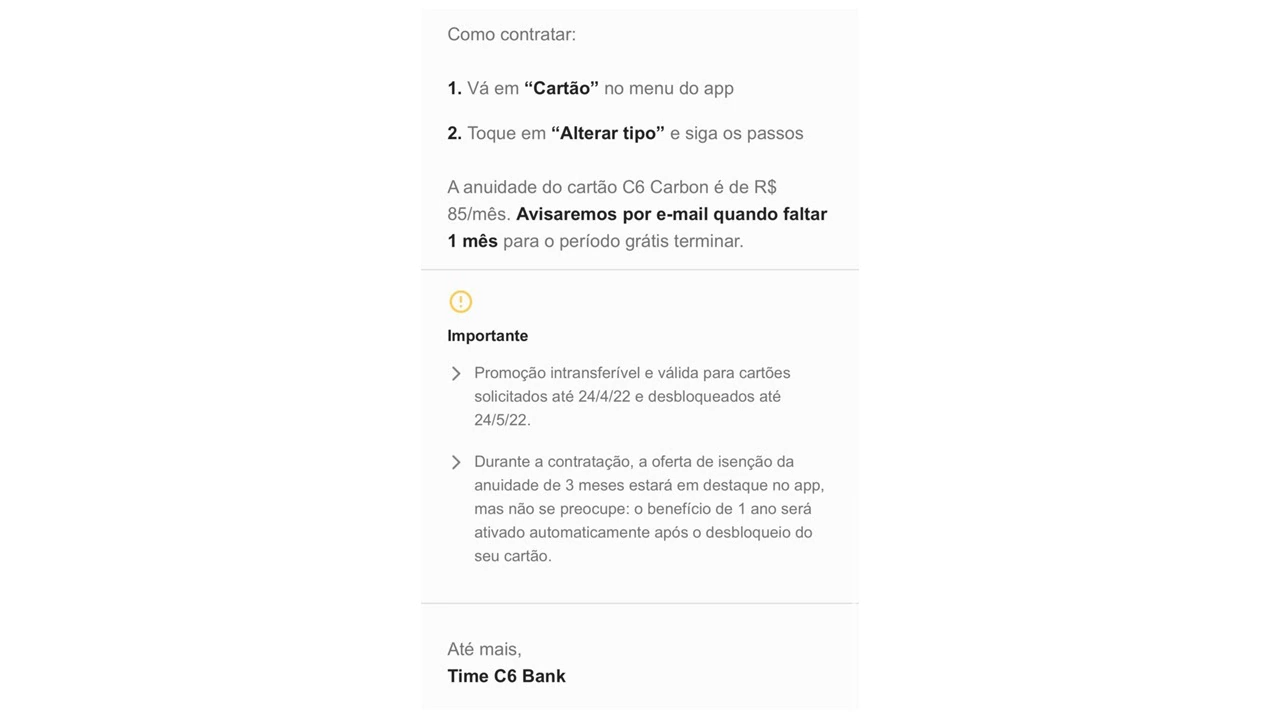 Como contratar:
1. Vá em “Cartão” no menu do app
2. Toque em “Alterar tipo” e siga os passos
A anuidade do cartão C6 Carbon é de R$
85/mês. Avisaremos por e-mail quando faltar
1 mês para o período grátis terminar.
Importante
Promoção intransferível e válida para cartões
solicitados até 24/4/22 e desbloqueados até
24/5/22.
Durante a contratação, a oferta de isenção da
anuidade de 3 meses estará em destaque no app,
mas não se preocupe: o benefício de 1 ano será
ativado automaticamente após o desbloqueio do
seu cartão.
Até mais,
Time C6 Bank